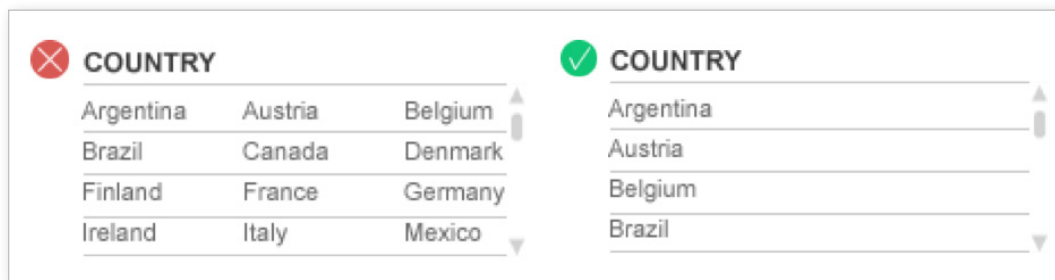 COUNTRY
Argentina Austria Belgium
Brazil Canada Denmark
Finland France Germany
Ireland Italy Mexico
COUNTRY
Argentina
Austria
Belgium
Brazil